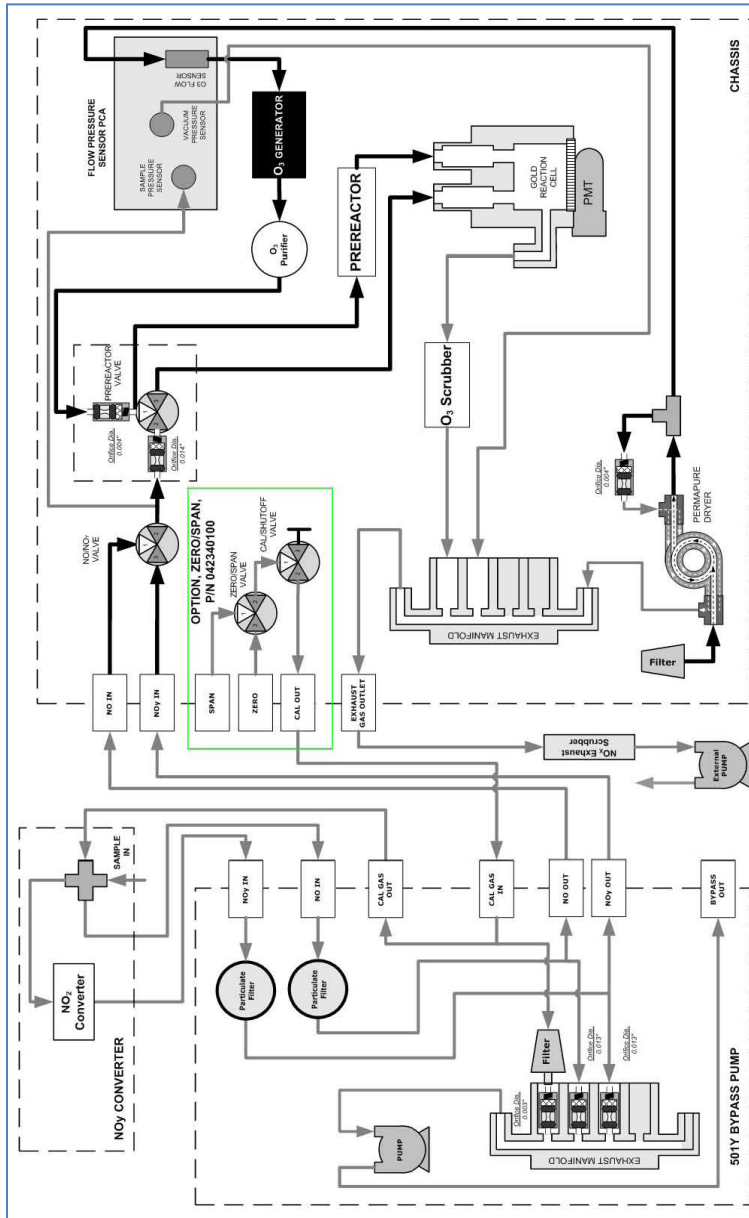 CHASSIS
FLOW PRESSURE
SENSOR PCA
SAMPLE
PRESSURE
SENSOR
VACUUM
PRESSURE
SENSOR
O3 FLOW
SENSOR
O3 GENERATOR
O3
Purifier
PREREACTOR
VALVE
Orifice Dia.
0.004"
Orifice Dia.
0.014"
PREREACTOR
GOLD
REACTION
CELL
PMT
O3 Scrubber
NO/NO-
VALVE
OPTION, ZERO/SPAN,
P/N 042340100
ZERO/SPAN
VALVE
CAL/SHUTOFF
VALVE
EXHAUST MANIFOLD
Orifice Dia.
0.004"
PERMAPURE
DRYER
Filter
NO IN
NOy IN
SPAN
ZERO
CAL OUT
EXHAUST
GAS OUTLET
NOX Exhaust
Scrubber
External
PUMP
NOy CONVERTER
SAMPLE
IN
NO2
Converter
NOy IN
NO IN
CAL GAS
OUT
CAL GAS
IN
NO OUT
NOy OUT
BYPASS
OUT
Particulate
Filter
Particulate
Filter
Filter
Orifice Dia.
0.003"
Orifice Dia.
0.013"
Orifice Dia.
0.013"
PUMP
EXHAUST MANIFOLD
501Y BYPASS PUMP